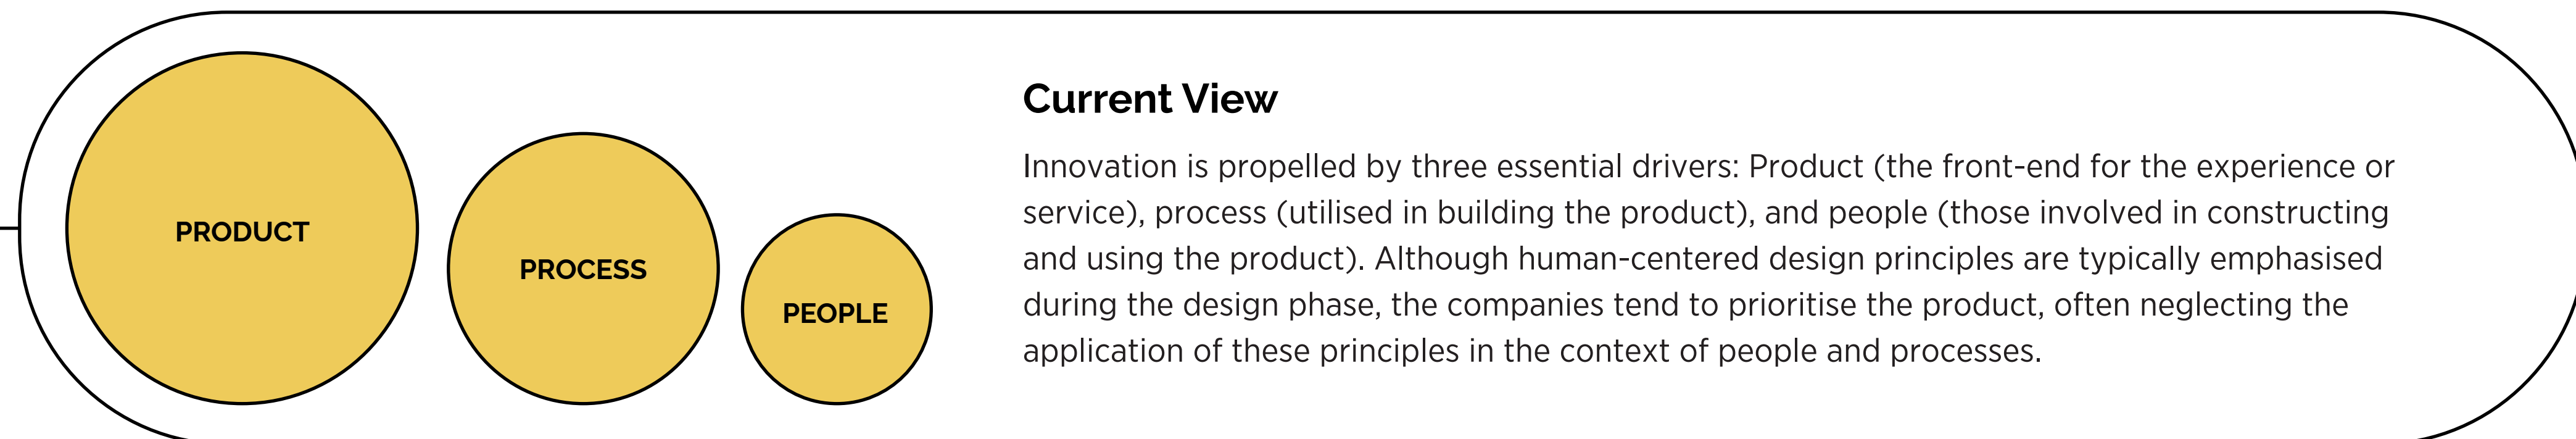 PRODUCT
PROCESS
PEOPLE
Current View
Innovation is propelled by three essential drivers: Product (the front-end for the experience or
service), process (utilised in building the product), and people (those involved in constructing
and using the product). Although human-centered design principles are typically emphasised
during the design phase, the companies tend to prioritise the product, often neglecting the
application of these principles in the context of people and processes.